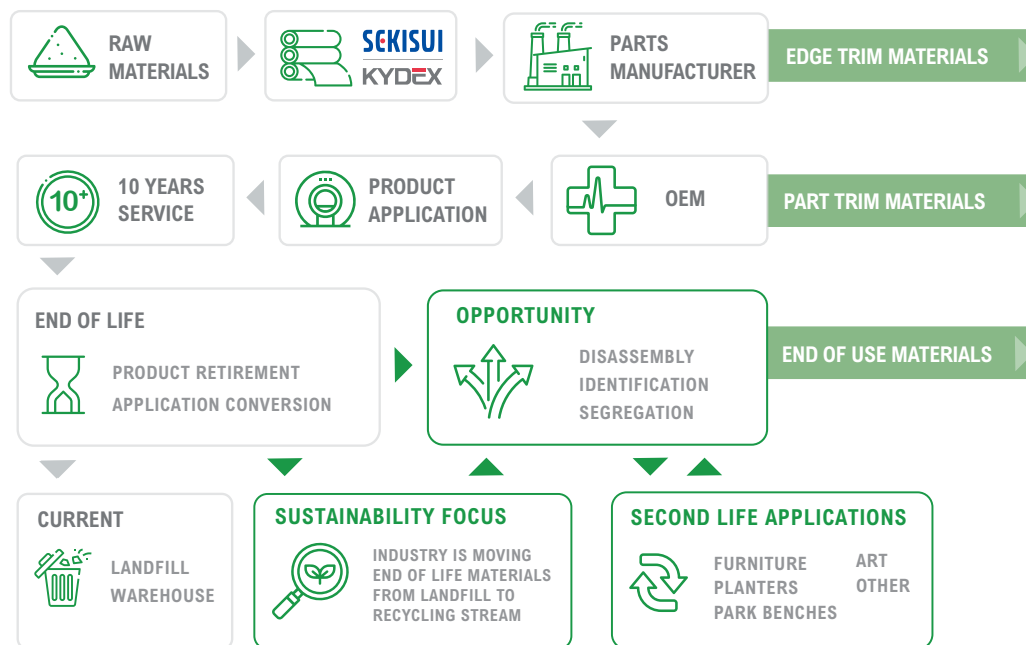 RAW
MATERIALS
SEKISUI
KYDEX
PARTS
MANUFACTURER
EDGE TRIM MATERIALS
10+
10 YEARS
SERVICE
PRODUCT
APPLICATION
OEM
PART TRIM MATERIALS
END OF LIFE
PRODUCT RETIREMENT
APPLICATION CONVERSION
OPPORTUNITY
DISASSEMBLY
IDENTIFICATION
SEGREGATION
END OF USE MATERIALS
CURRENT
LANDFILL
WAREHOUSE
SUSTAINABILITY FOCUS
INDUSTRY IS MOVING
END OF LIFE MATERIALS
FROM LANDFILL TO
RECYCLING STREAM
SECOND LIFE APPLICATIONS
FURNITURE
PLANTERS
PARK BENCHES
ART
OTHER